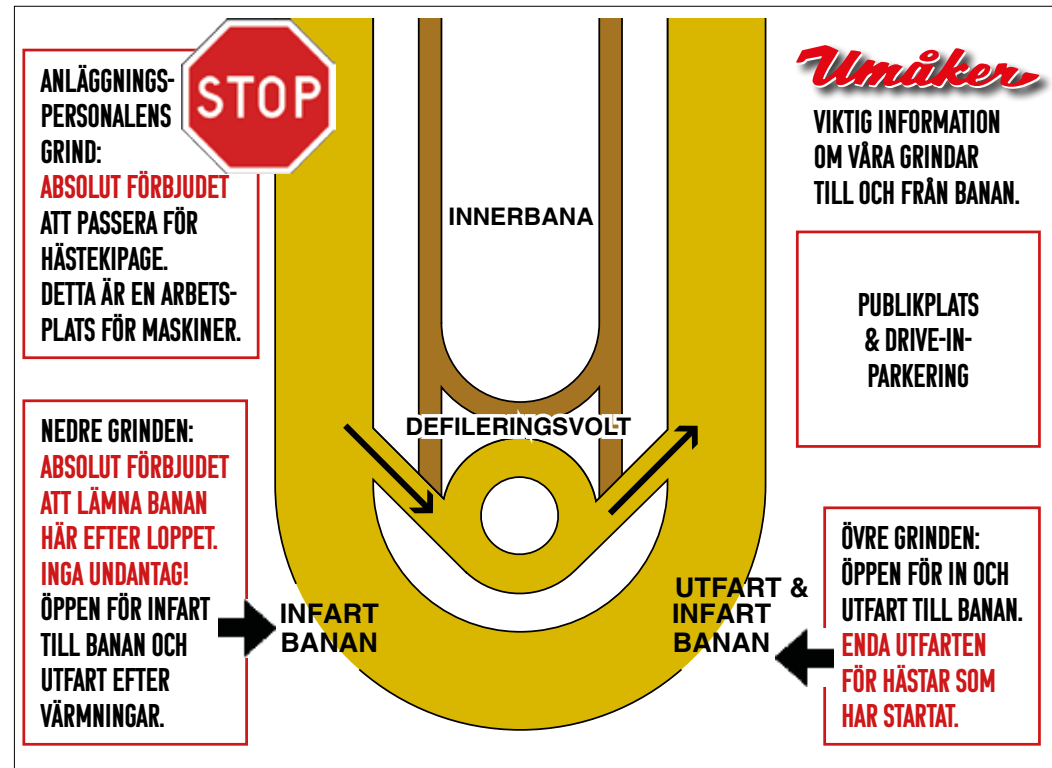 ANLÄGGNINGS-
PERSONALENS
GRIND:
ABSOLUT FÖRBJUDET
ATT PASSERA FÖR
HÄSTEKIPAGE.
DETTA ÄR EN ARBETS-
PLATS FÖR MASKINER.
STOP
NEDRE GRINDEN:
ABSOLUT FÖRBJUDET
ATT LÄMNA BANAN
HÄR EFTER LOPPET.
INGA UNDANTAG!
ÖPPEN FÖR INFART
TILL BANAN OCH
UTFART EFTER
VÄRMNINGAR.
INNERBANA
DEFILERINGSVOLT
INFART
BANAN
UTFART &
INFART
BANAN
Umåker
VIKTIG INFORMATION
OM VÅRA GRINDAR
TILL OCH FRÅN BANAN.
PUBLIKPLATS
& DRIVE-IN-
PARKERING
ÖVRE GRINDEN:
ÖPPEN FÖR IN OCH
UTFART TILL BANAN.
ENDA UTFARTEN
FÖR HÄSTAR SOM
HAR STARTAT.